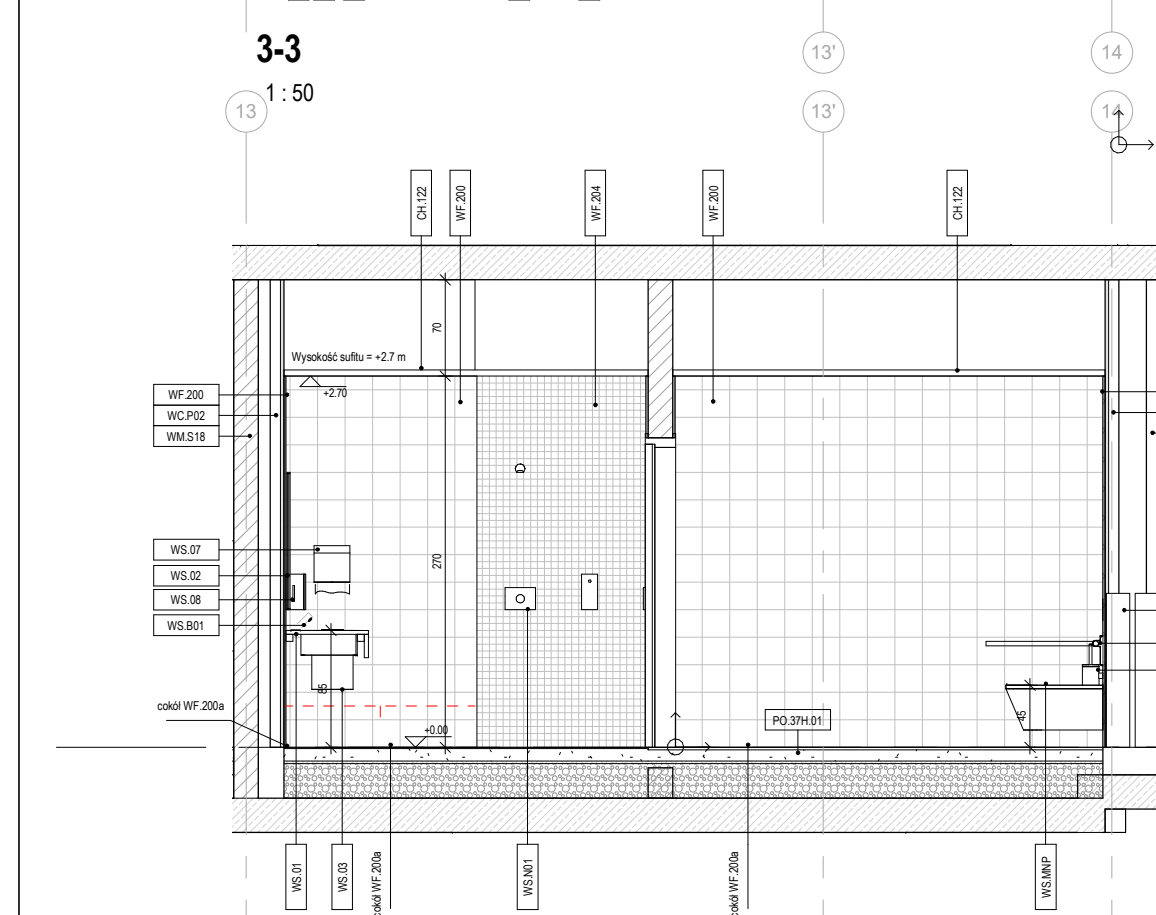 3-3
1 : 50
13'
14
13
13'
14
CH.122
WF.200
WF.204
WF.200
CH.122
70
Wysokość sufitu = +2.7 m
+2.70
WF.200
WC.P02
WM.S18
WS.07
WS.02
WS.08
WS.B01
270
85
45
cokół WF.200a
+0.00
PO.37H.01
WS.01
WS.03
cokół WF.200a
WS.N01
cokół WF.200a
WS.MNP